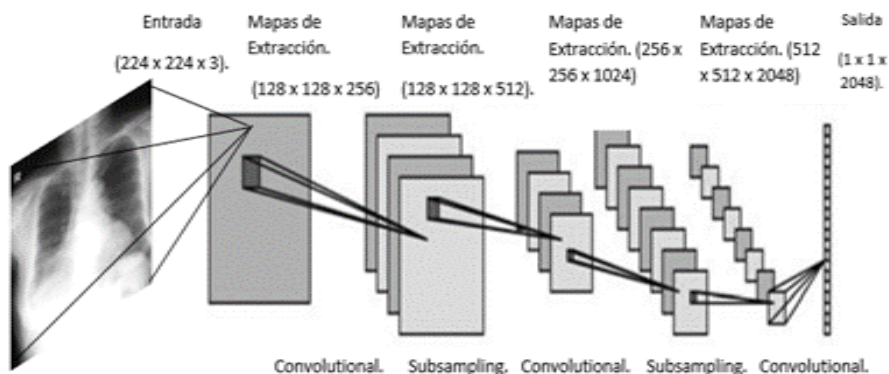 Entrada
(224 x 224 x 3).
Mapas de
Extracción.
(128 x 128 x 256)
Mapas de
Extracción.
(128 x 128 x 512).
Mapas de
Extracción. (256 x
256 x 1024)
Mapas de
Extracción. (512
x 512 x 2048)
Salida
(1 x 1 x
2048).
Convolutional.
Subsampling.
Convolutional.
Subsampling.
Convolutional.